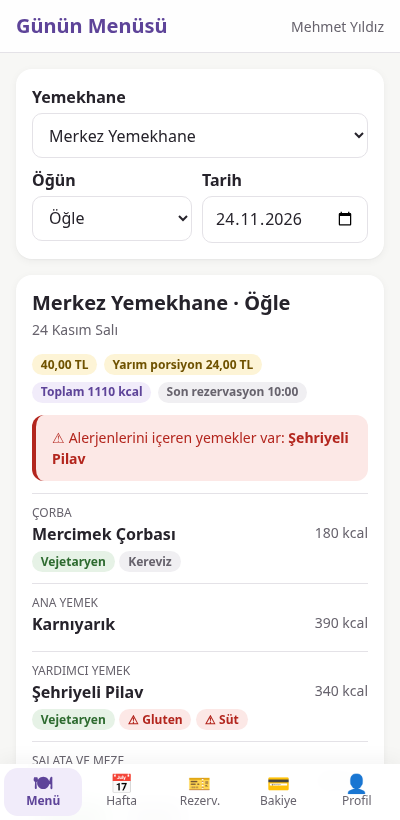 Günün Menüsü
Mehmet Yıldız
Yemekhane
Merkez Yemekhane
Öğün
Tarih
Öğle
24.11.2026
Merkez Yemekhane · Öğle
24 Kasım Salı
40,00 TL
Yarım porsiyon 24,00 TL
Toplam 1110 kcal
Son rezervasyon 10:00
⚠ Alerjenlerini içeren yemekler var: Şehriyeli
Pilav
ÇORBA
Mercimek Çorbası
180 kcal
Vejetaryen
Kereviz
ANA YEMEK
Karnıyarık
390 kcal
YARDIMCI YEMEK
Şehriyeli Pilav
340 kcal
Vejetaryen
⚠ Gluten
⚠ Süt
SALATA VE MEZE
Menü
Hafta
Rezerv.
Bakiye
Profil